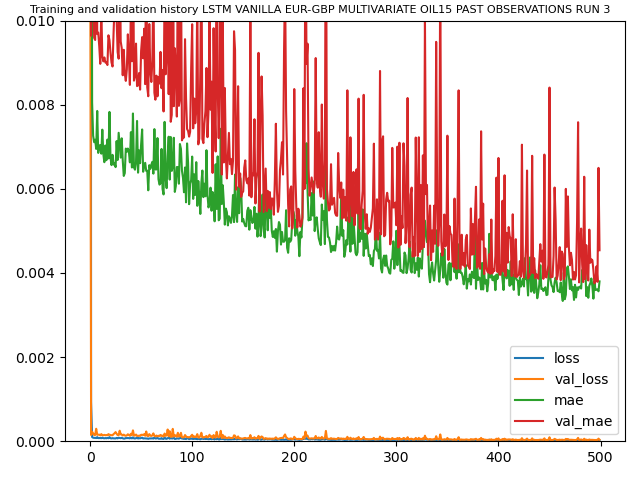 Training and validation history LSTM VANILLA EUR-GBP MULTIVARIATE OIL15 PAST OBSERVATIONS RUN 3
0.010
0.008
0.006
0.004
0.002
0.000
0 100 200 300 400 500
loss
val_loss
mae
val_mae